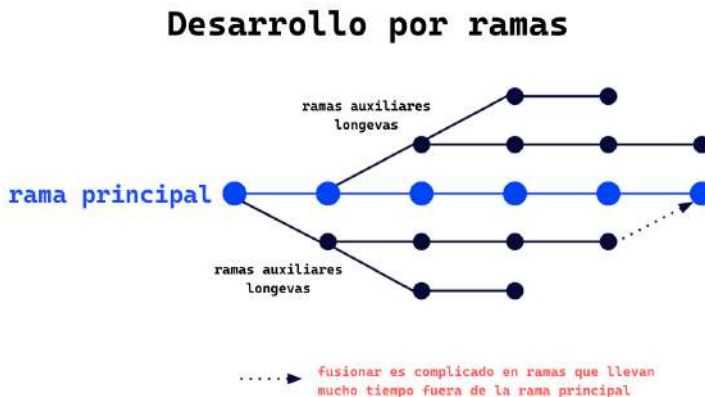 Desarrollo por ramas
ramas auxiliares
longevas
rama principal
ramas auxiliares
longevas
fusionar es complicado en ramas que llevan
mucho tiempo fuera de la rama principal